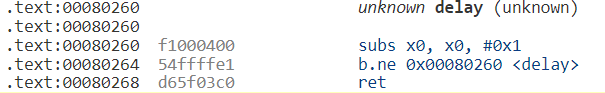 .text:00080260 unknown delay (unknown)
.text:00080260
.text:00080260 f1000400 subs x0, x0, #0x1
.text:00080264 54ffffe1 b.ne 0x00080260 <delay>
.text:00080268 d65f03c0 ret